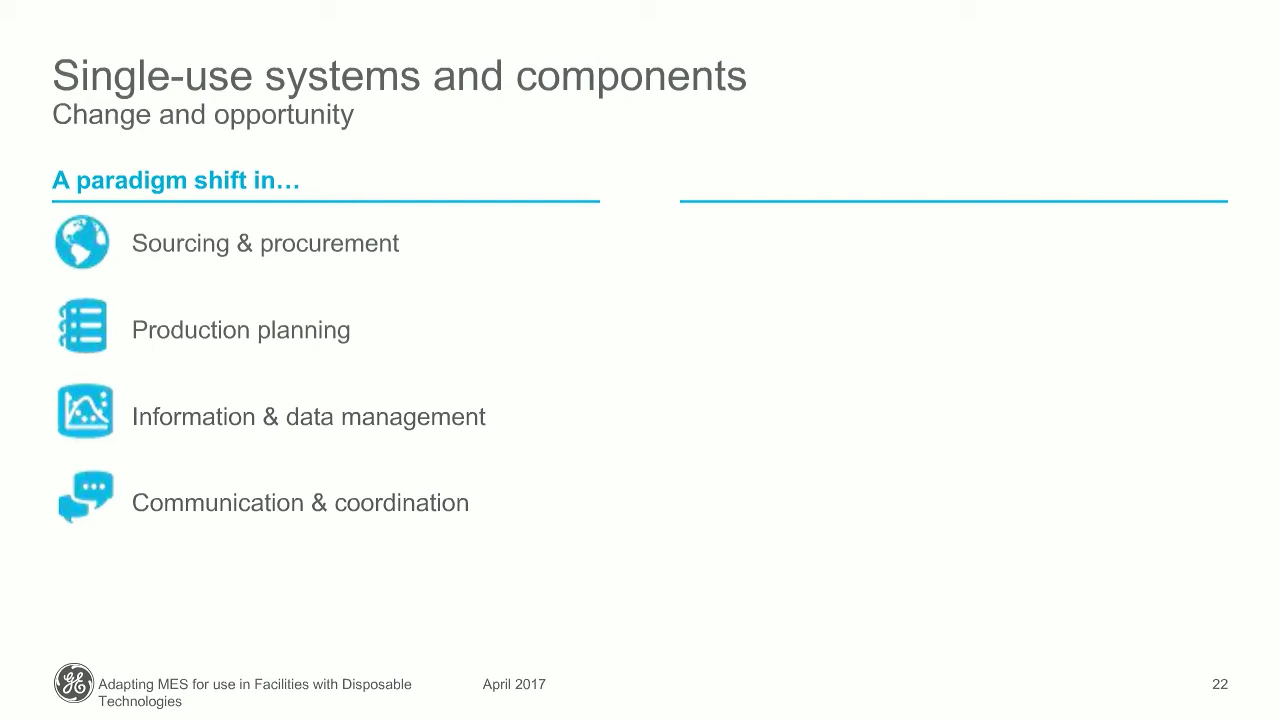 Single-use systems and components
Change and opportunity
A paradigm shift in…
Sourcing & procurement
Production planning
Information & data management
Communication & coordination
Adapting MES for use in Facilities with Disposable
Technologies
April 2017
22